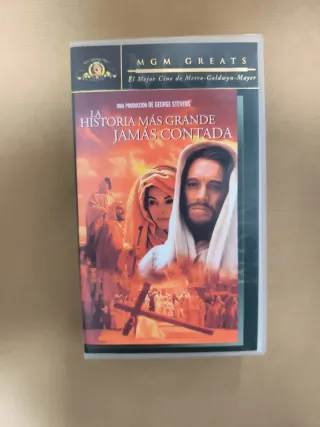 MGM GREATS
El Mejor Cine de Metro-Goldwyn-Mayer
UNA PRODUCCIÓN DE GEORGE STEVENS
LA
HISTORIA MÁS GRANDE
JAMÁS CONTADA